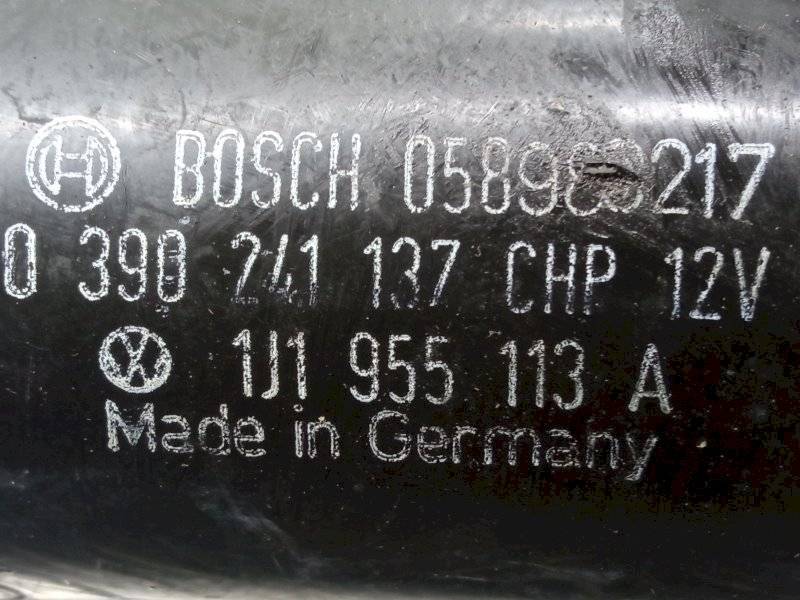 BOSCH
0 390 241 137 CHP 12V
1J1 955 113 A
Made in Germany